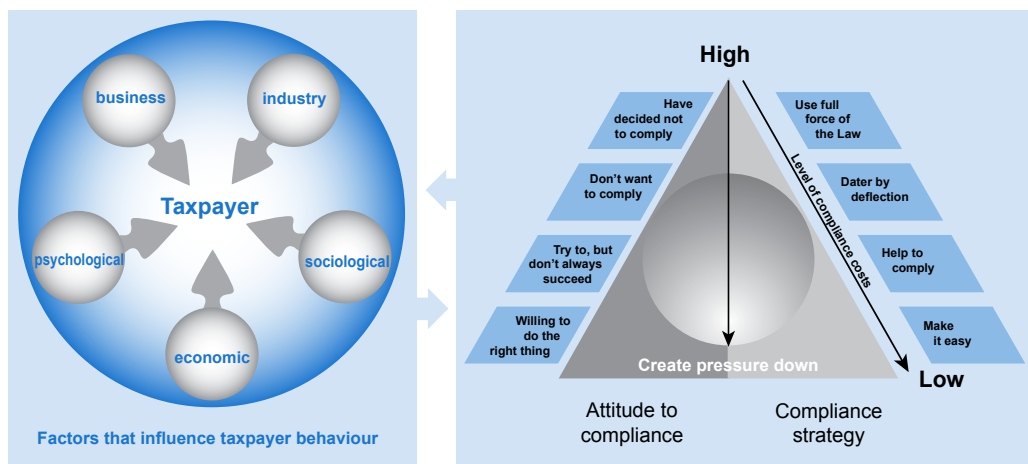 business
industry
Taxpayer
psychological
sociological
economic
Factors that influence taxpayer behaviour
High
Have
decided not
to comply
Use full
force of
the Law
Don't want
to comply
Dater by
deflection
Level of compliance costs
Try to, but
don't always
succeed
Help to
comply
Willing to
do the
right thing
Make
it easy
Create pressure down
Low
Attitude to
compliance
Compliance
strategy